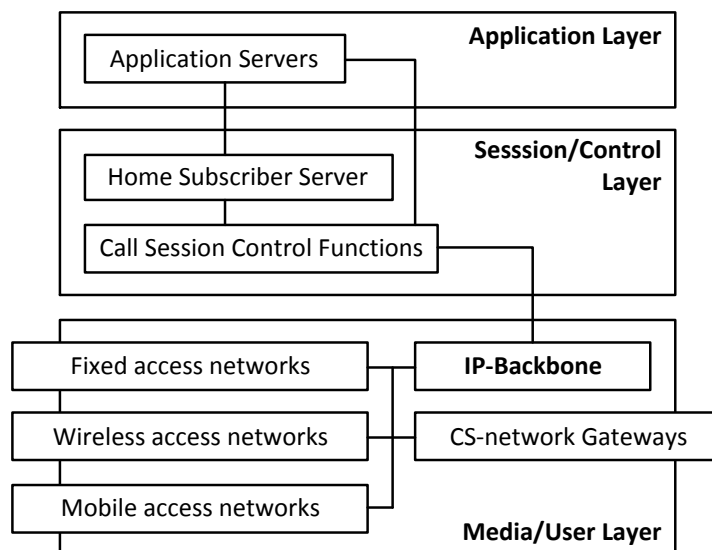 Application Layer
Application Servers
Sesssion/Control
Layer
Home Subscriber Server
Call Session Control Functions
Fixed access networks
IP-Backbone
Wireless access networks
CS-network Gateways
Mobile access networks
Media/User Layer